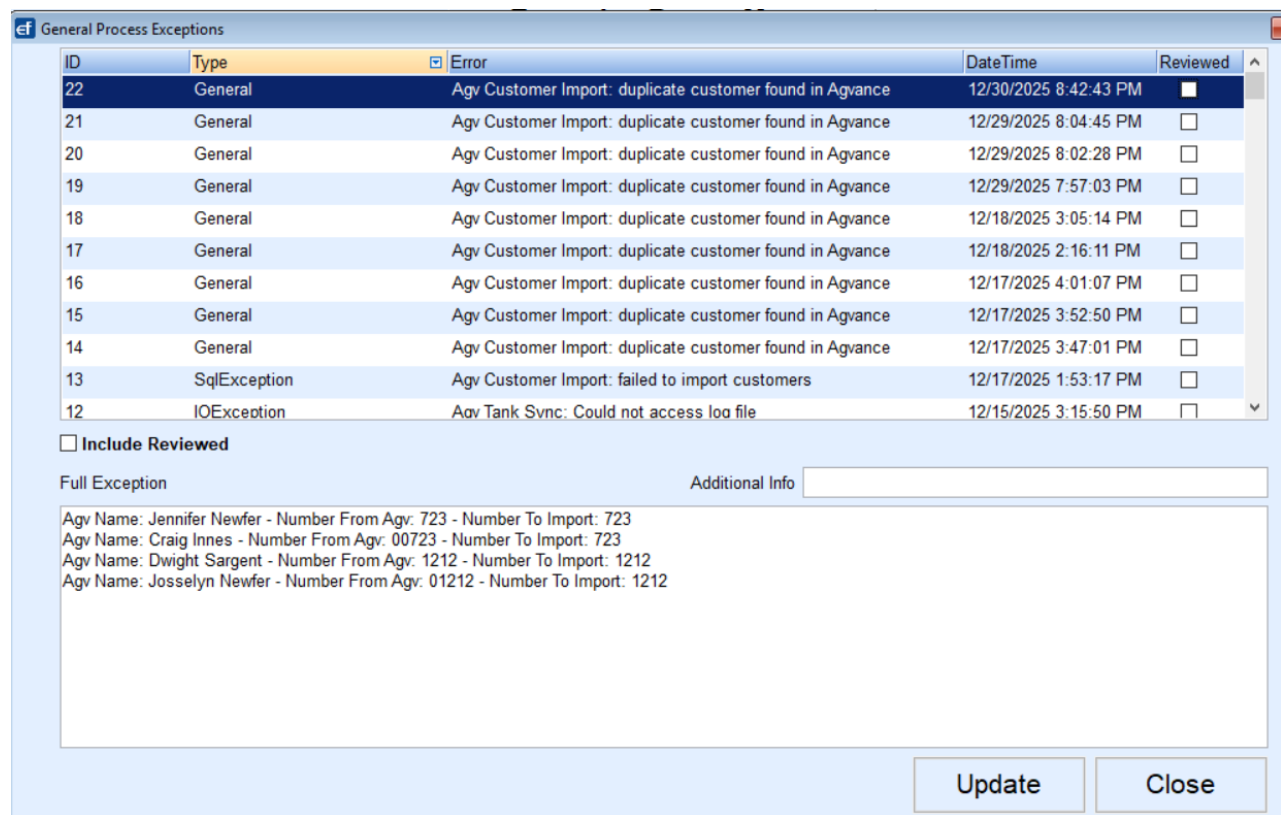 ef General Process Exceptions
ID Type Error DateTime Reviewed
22 General Agv Customer Import: duplicate customer found in Agvance 12/30/2025 8:42:43 PM
21 General Agv Customer Import: duplicate customer found in Agvance 12/29/2025 8:04:45 PM
20 General Agv Customer Import: duplicate customer found in Agvance 12/29/2025 8:02:28 PM
19 General Agv Customer Import: duplicate customer found in Agvance 12/29/2025 7:57:03 PM
18 General Agv Customer Import: duplicate customer found in Agvance 12/18/2025 3:05:14 PM
17 General Agv Customer Import: duplicate customer found in Agvance 12/18/2025 2:16:11 PM
16 General Agv Customer Import: duplicate customer found in Agvance 12/17/2025 4:01:07 PM
15 General Agv Customer Import: duplicate customer found in Agvance 12/17/2025 3:52:50 PM
14 General Agv Customer Import: duplicate customer found in Agvance 12/17/2025 3:47:01 PM
13 SqlException Agv Customer Import: failed to import customers 12/17/2025 1:53:17 PM
12 IOException Agv Tank Sync: Could not access log file 12/15/2025 3:15:50 PM
Include Reviewed
Full Exception Additional Info
Agv Name: Jennifer Newfer - Number From Agv: 723 - Number To Import: 723
Agv Name: Craig Innes - Number From Agv: 00723 - Number To Import: 723
Agv Name: Dwight Sargent - Number From Agv: 1212 - Number To Import: 1212
Agv Name: Josselyn Newfer - Number From Agv: 01212 - Number To Import: 1212
Update Close